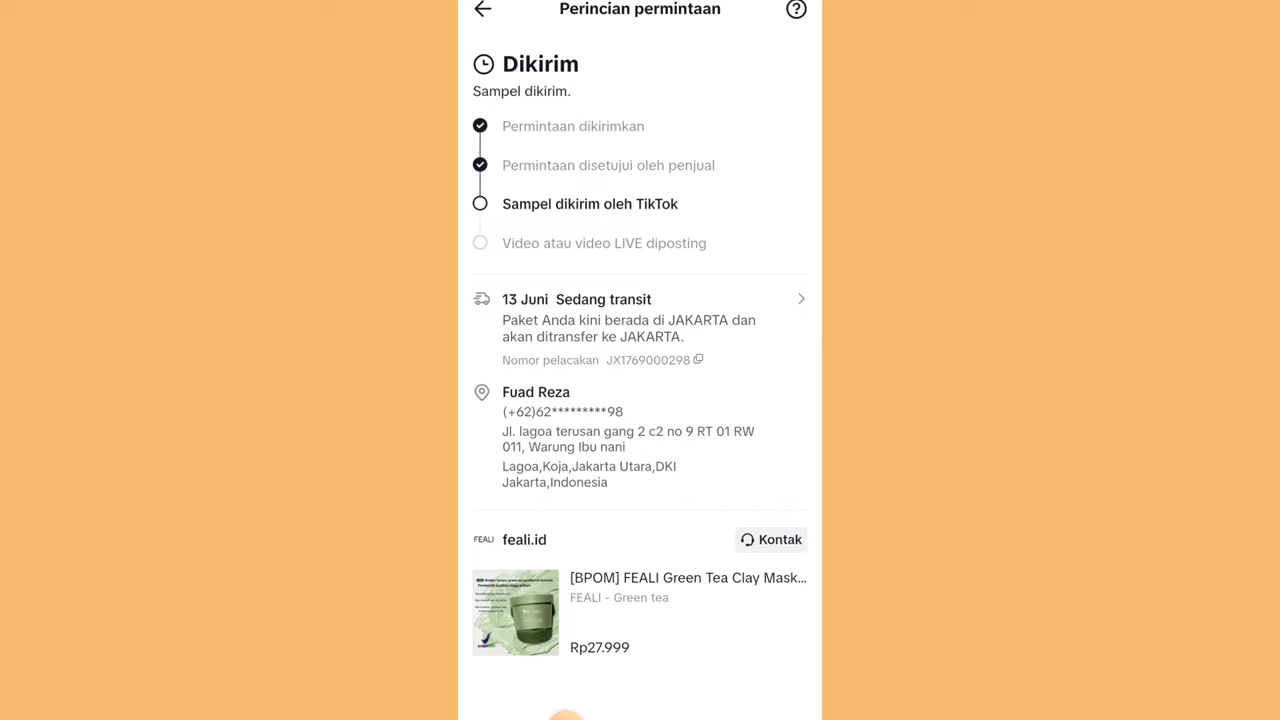 Perincian permintaan
Dikirim
Sampel dikirim.
Permintaan dikirimkan
Permintaan disetujui oleh penjual
Sampel dikirim oleh TikTok
Video atau video LIVE diposting
13 Juni Sedang transit
Paket Anda kini berada di JAKARTA dan
akan ditransfer ke JAKARTA.
Nomor pelacakan JX1769000298
Fuad Reza
(+62)62*********98
Jl. lagoa terusan gang 2 c2 no 9 RT 01 RW
011, Warung Ibu nani
Lagoa,Koja,Jakarta Utara,DKI
Jakarta,Indonesia
FEALI feali.id Kontak
[BPOM] FEALI Green Tea Clay Mask...
FEALI - Green tea
Rp27.999